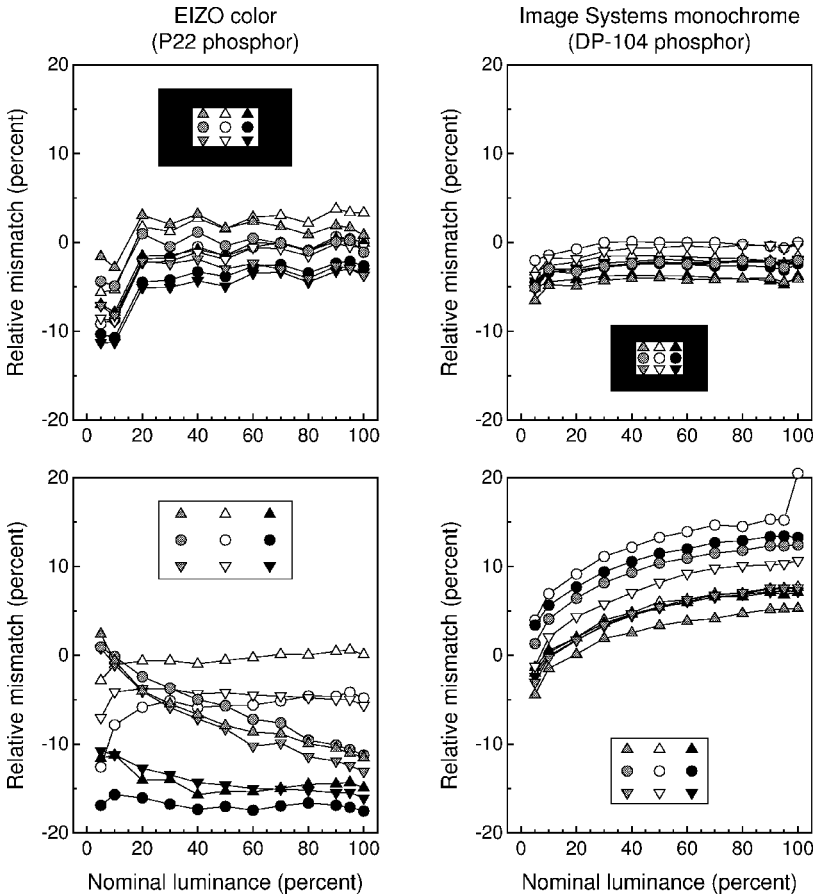 EIZO color
(P22 phosphor)
Image Systems monochrome
(DP-104 phosphor)
Relative mismatch (percent)
20
10
0
-10
-20
0 20 40 60 80 100
Relative mismatch (percent)
20
10
0
-10
-20
0 20 40 60 80 100
Relative mismatch (percent)
20
10
0
-10
-20
0 20 40 60 80 100
Nominal luminance (percent)
Relative mismatch (percent)
20
10
0
-10
-20
0 20 40 60 80 100
Nominal luminance (percent)